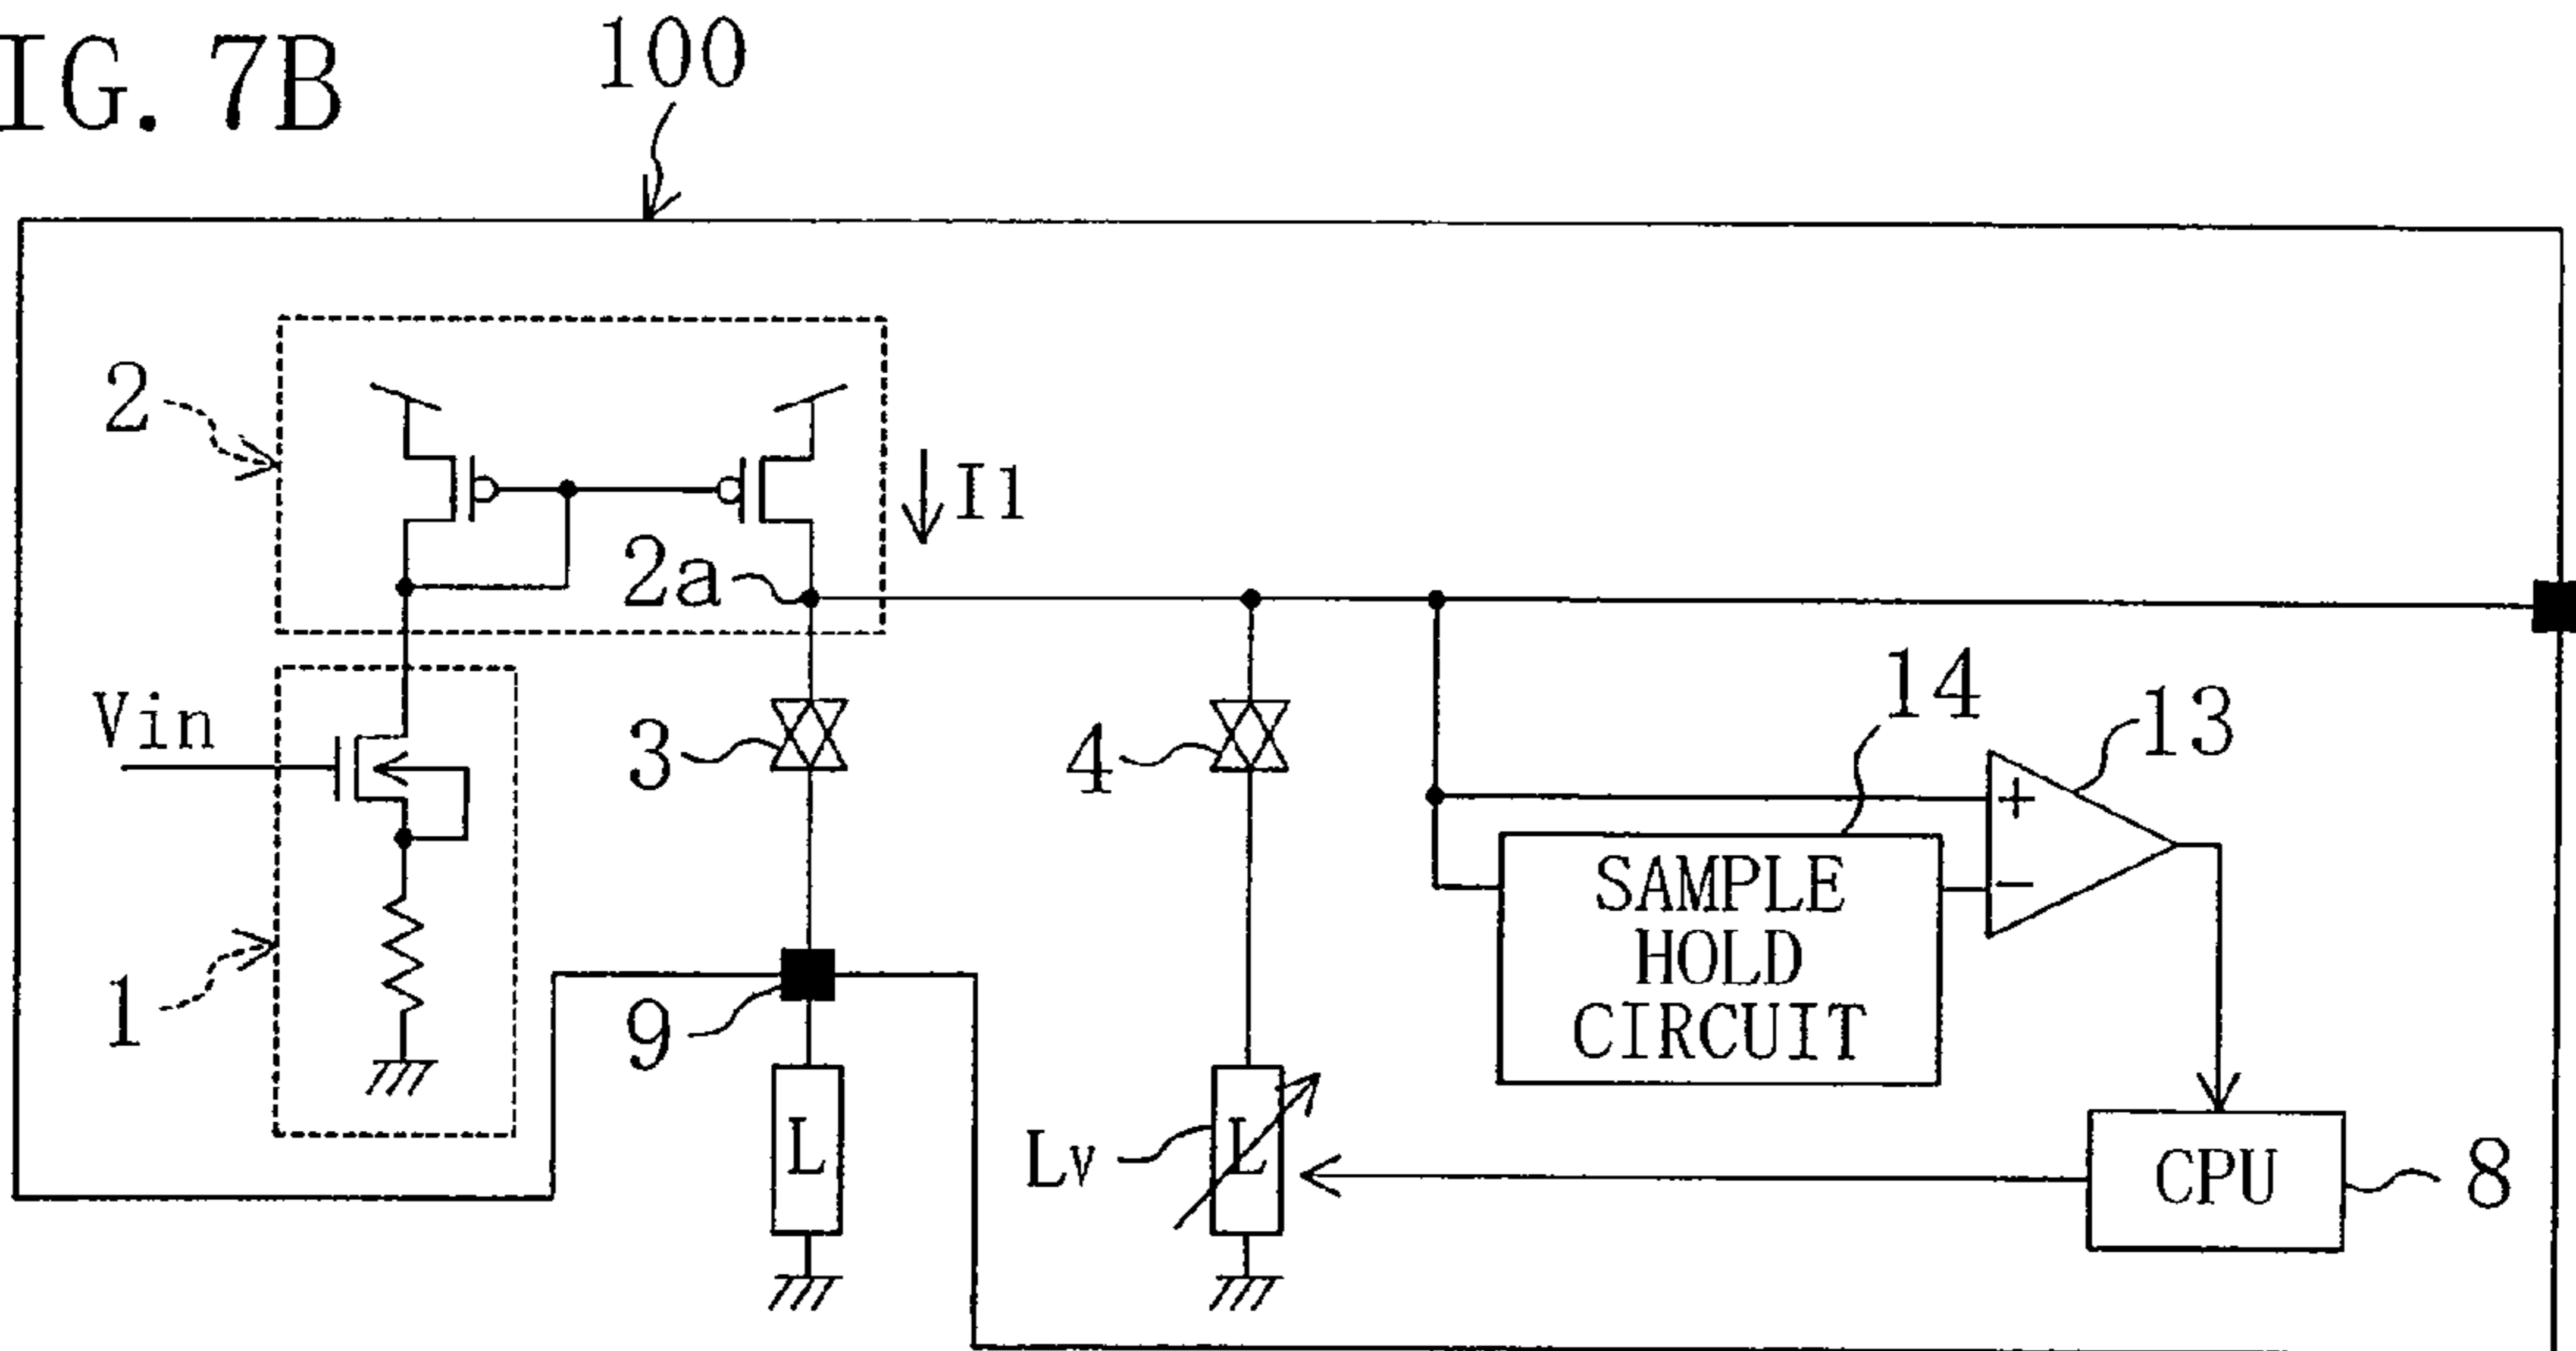 IG. 7B
100
2
I1
2a
14
13
Vin
3
4
+
−
SAMPLE
HOLD
CIRCUIT
1
9
L
Lv
L
CPU
8